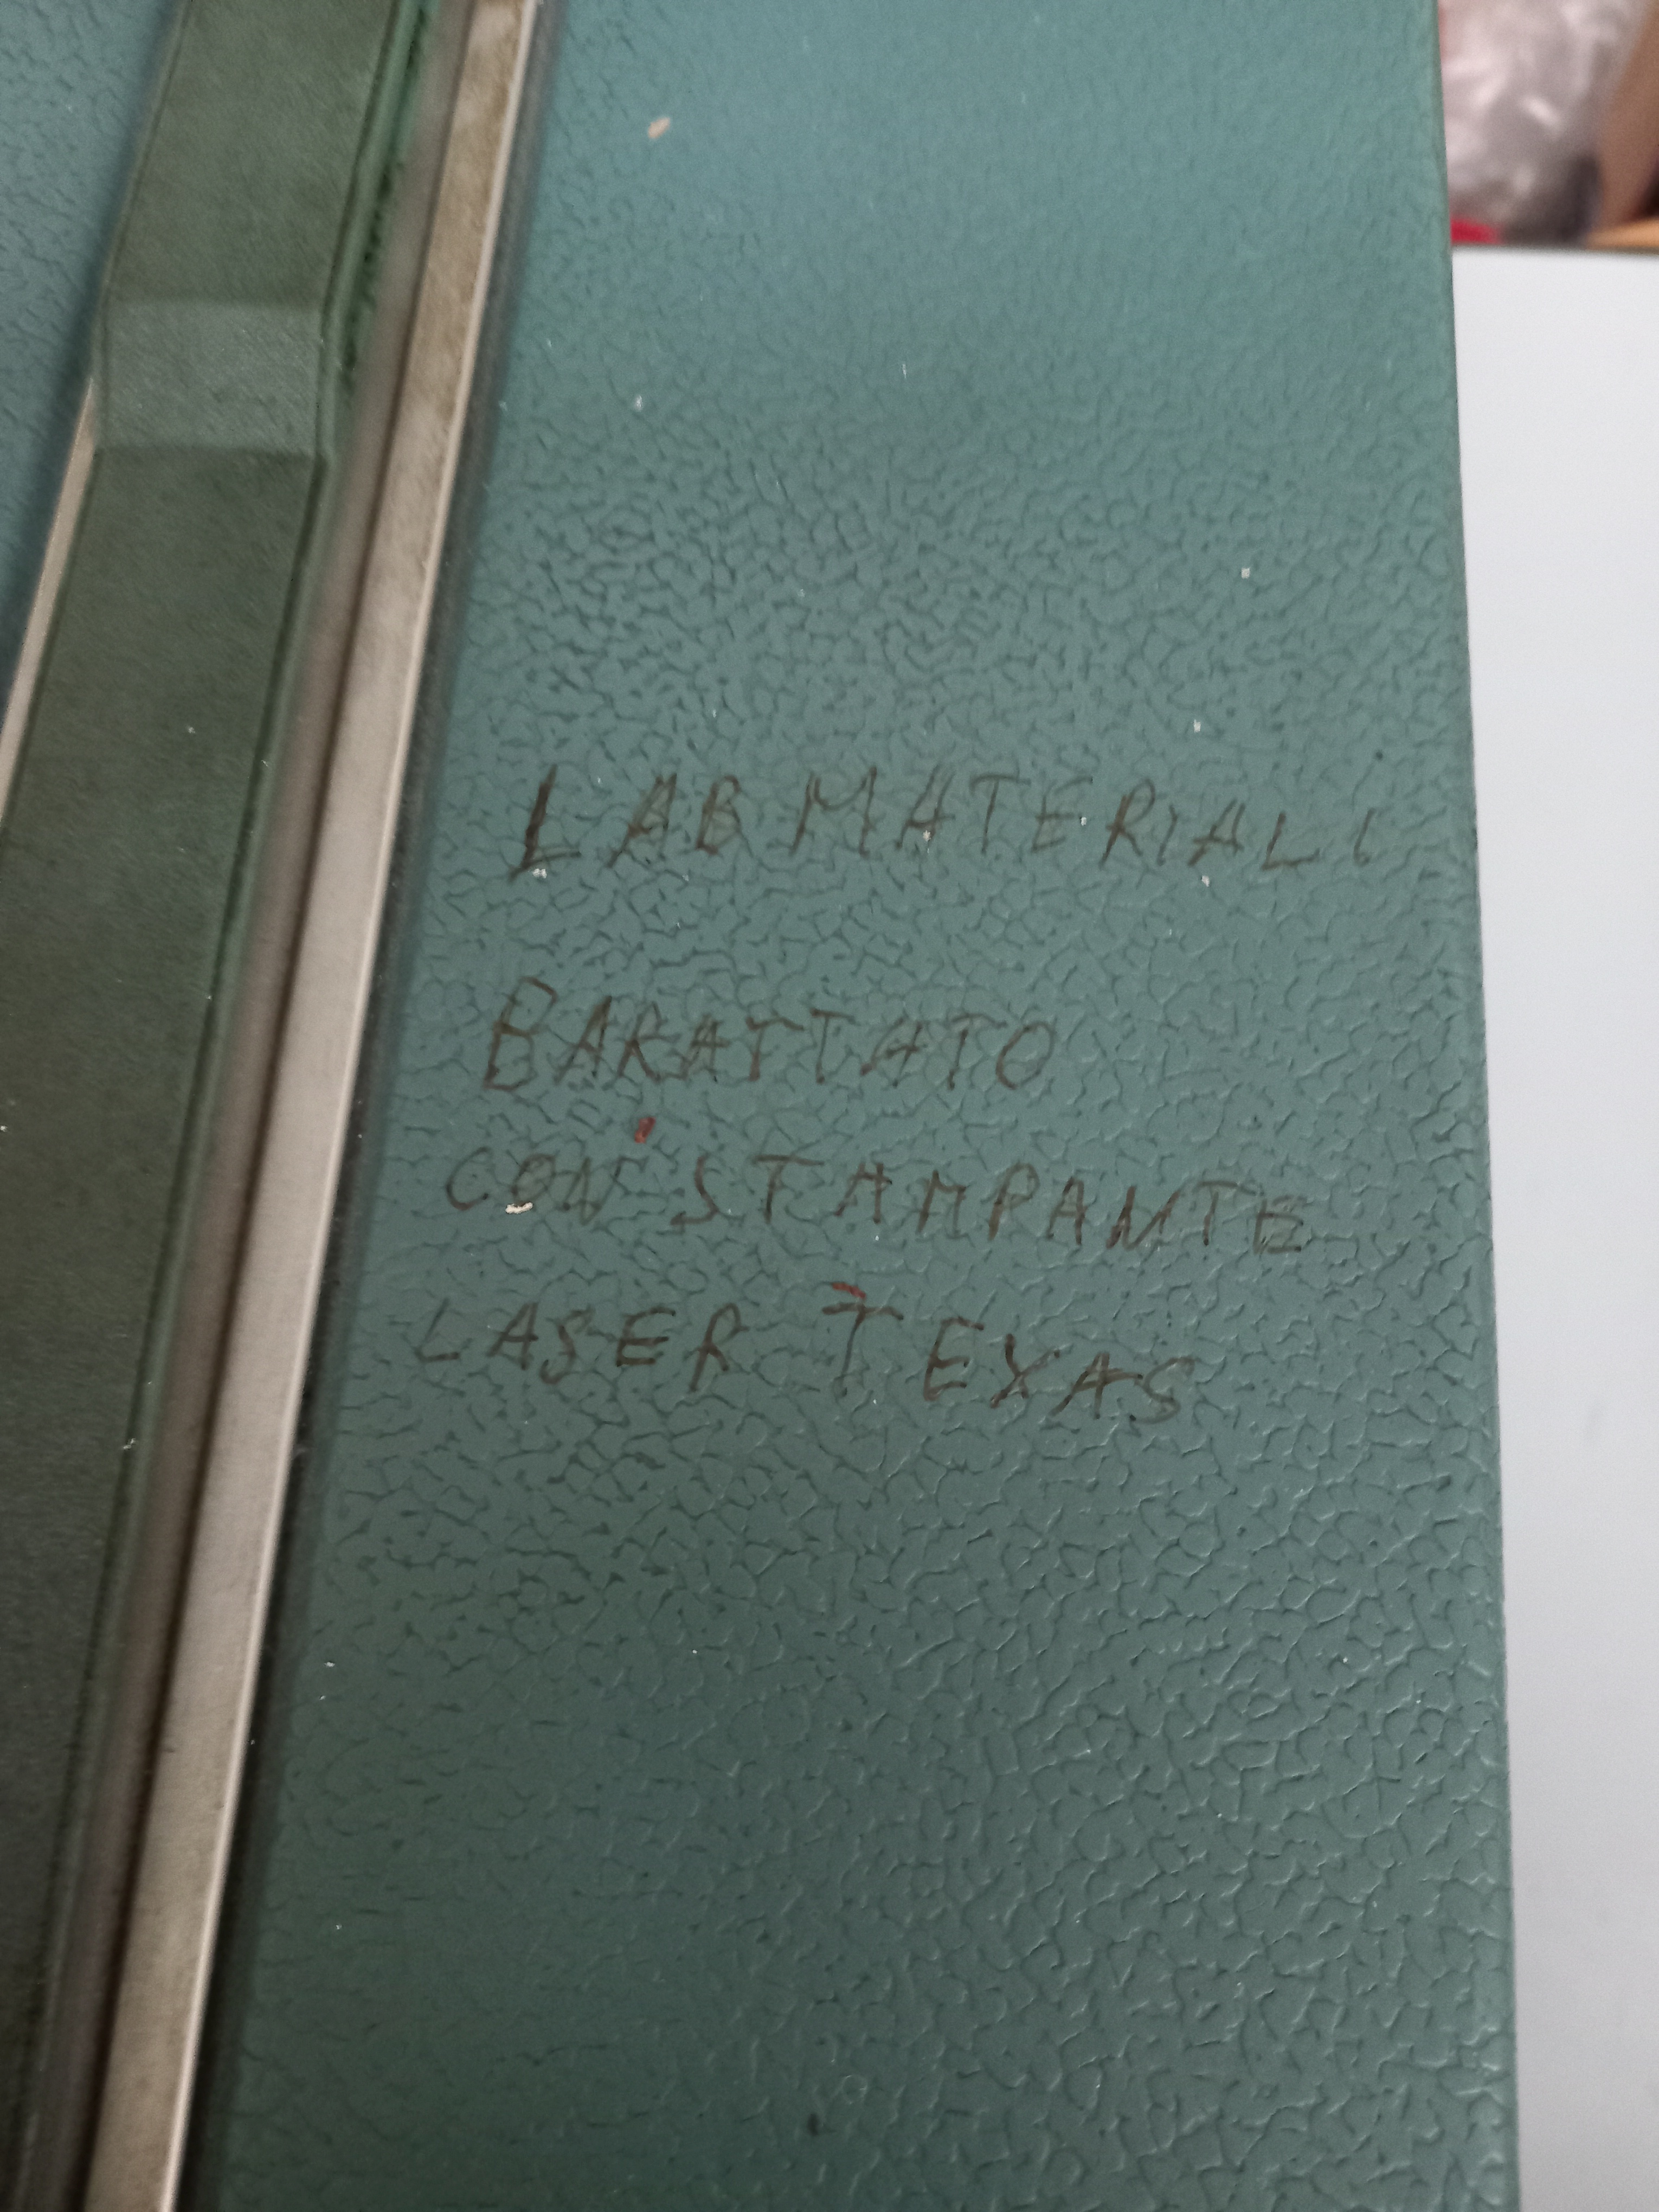 LAB MATERIALI
BARATTATO
CON STAMPANTE
LASER TEXAS